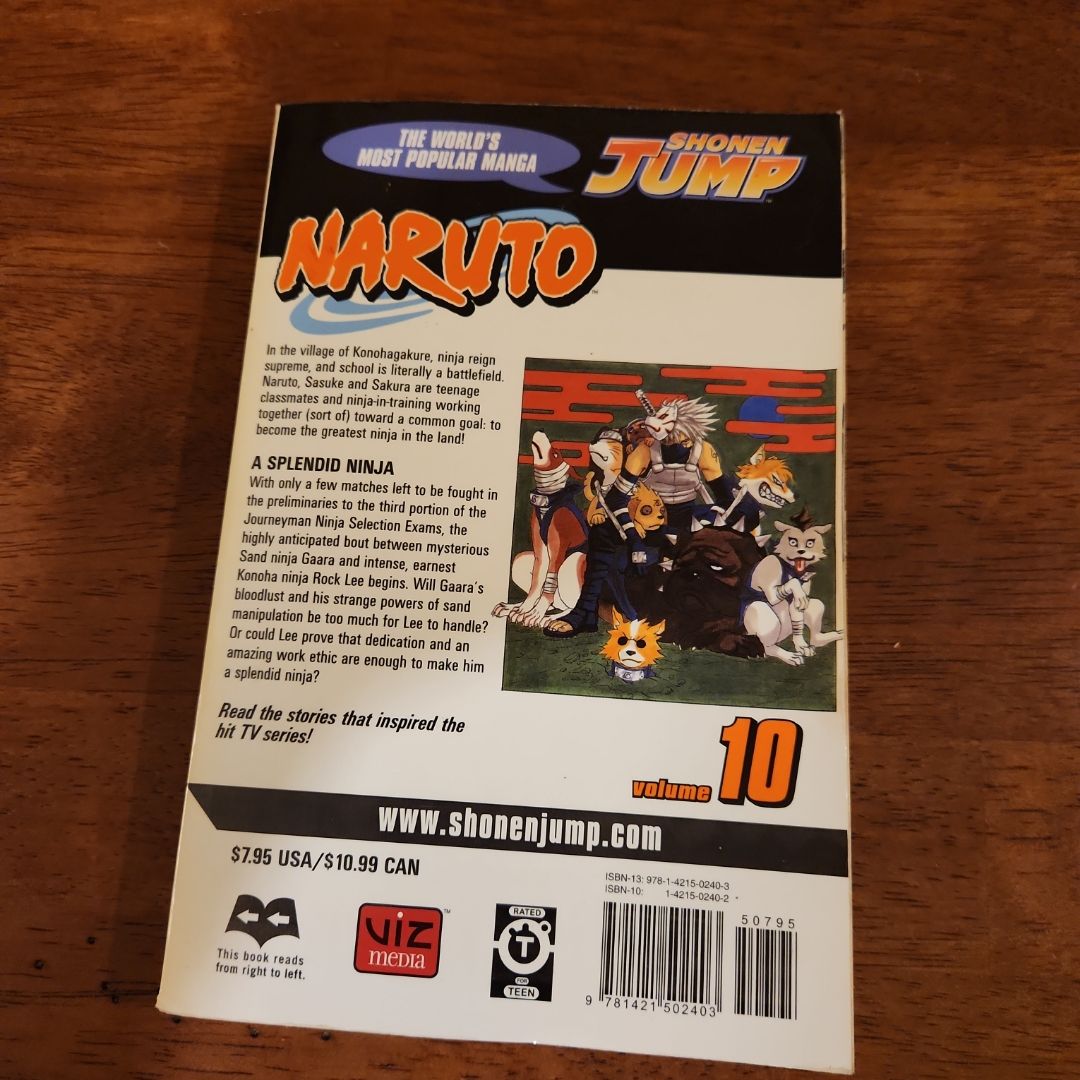 THE WORLD'S
MOST POPULAR MANGA
SHONEN
JUMP
™
NARUTO
™
In the village of Konohagakure, ninja reign
supreme, and school is literally a battlefield.
Naruto, Sasuke and Sakura are teenage
classmates and ninja-in-training working
together (sort of) toward a common goal: to
become the greatest ninja in the land!
A SPLENDID NINJA
With only a few matches left to be fought in
the preliminaries to the third portion of the
Journeyman Ninja Selection Exams, the
highly anticipated bout between mysterious
Sand ninja Gaara and intense, earnest
Konoha ninja Rock Lee begins. Will Gaara's
bloodlust and his strange powers of sand
manipulation be too much for Lee to handle?
Or could Lee prove that dedication and an
amazing work ethic are enough to make him
a splendid ninja?
Read the stories that inspired the
hit TV series!
volume 10
www.shonenjump.com
$7.95 USA/$10.99 CAN
ISBN-13: 978-1-4215-0240-3
ISBN-10: 1-4215-0240-2
50795
9 781421 502403
This book reads
from right to left.
VIZ
MEDIA
™
RATED
T
FOR
TEEN